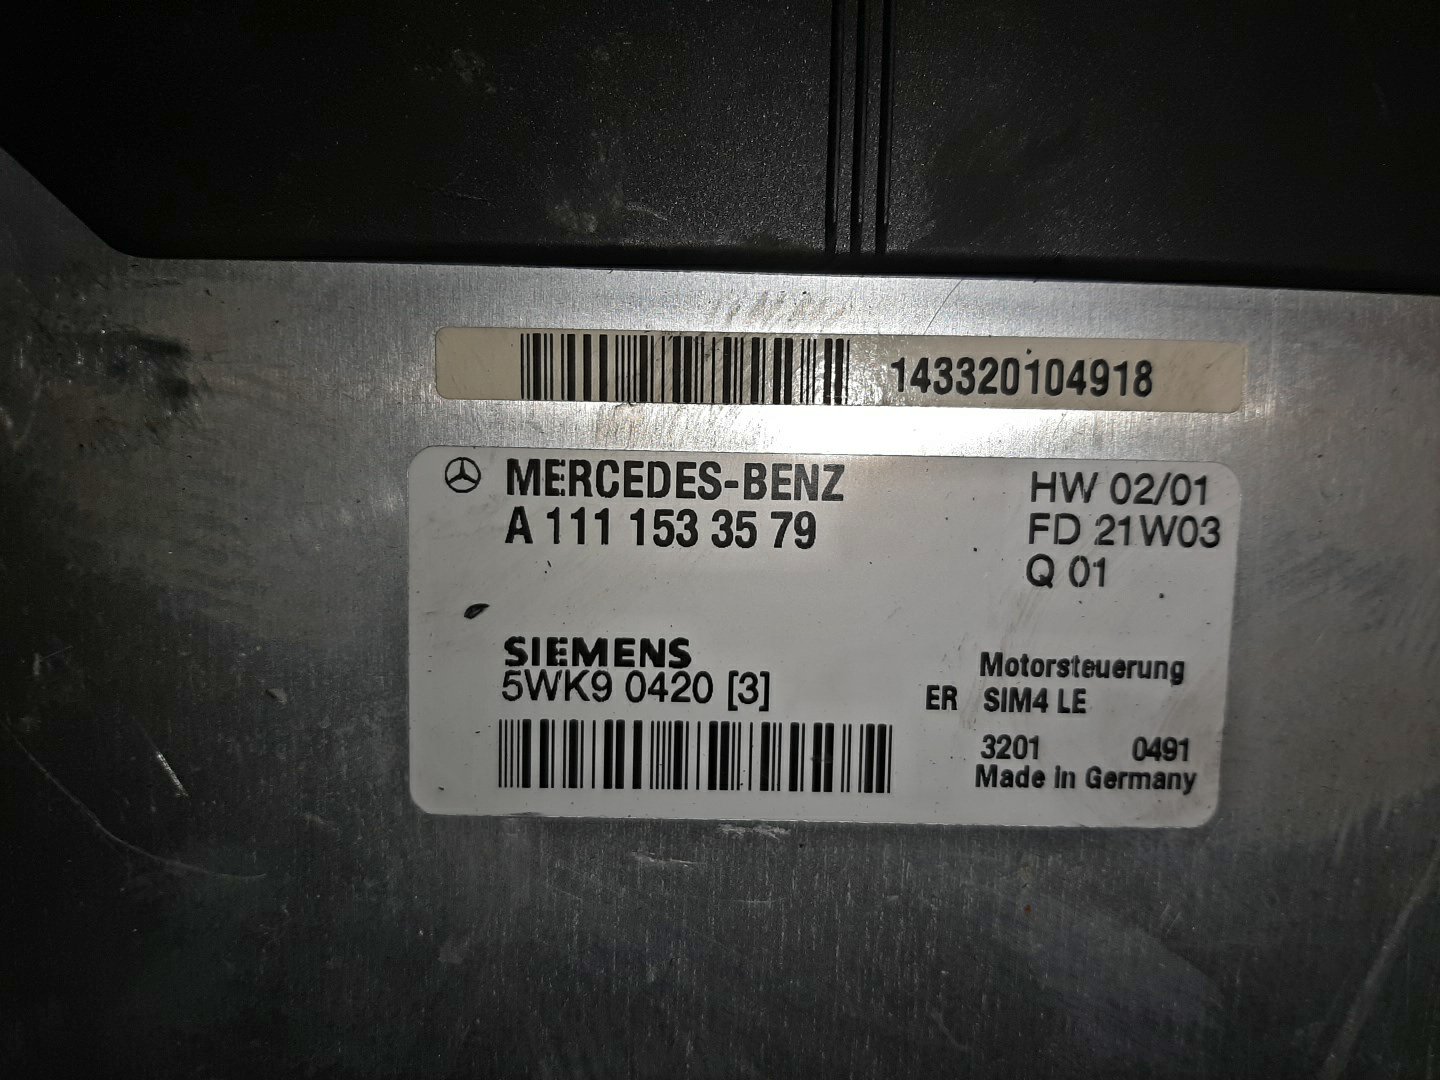 143320104918
MERCEDES-BENZ
A 111 153 35 79
HW 02/01
FD 21W03
Q 01
SIEMENS
5WK9 0420 [3]
Motorsteuerung
ER SIM4 LE
3201 0491
Made in Germany